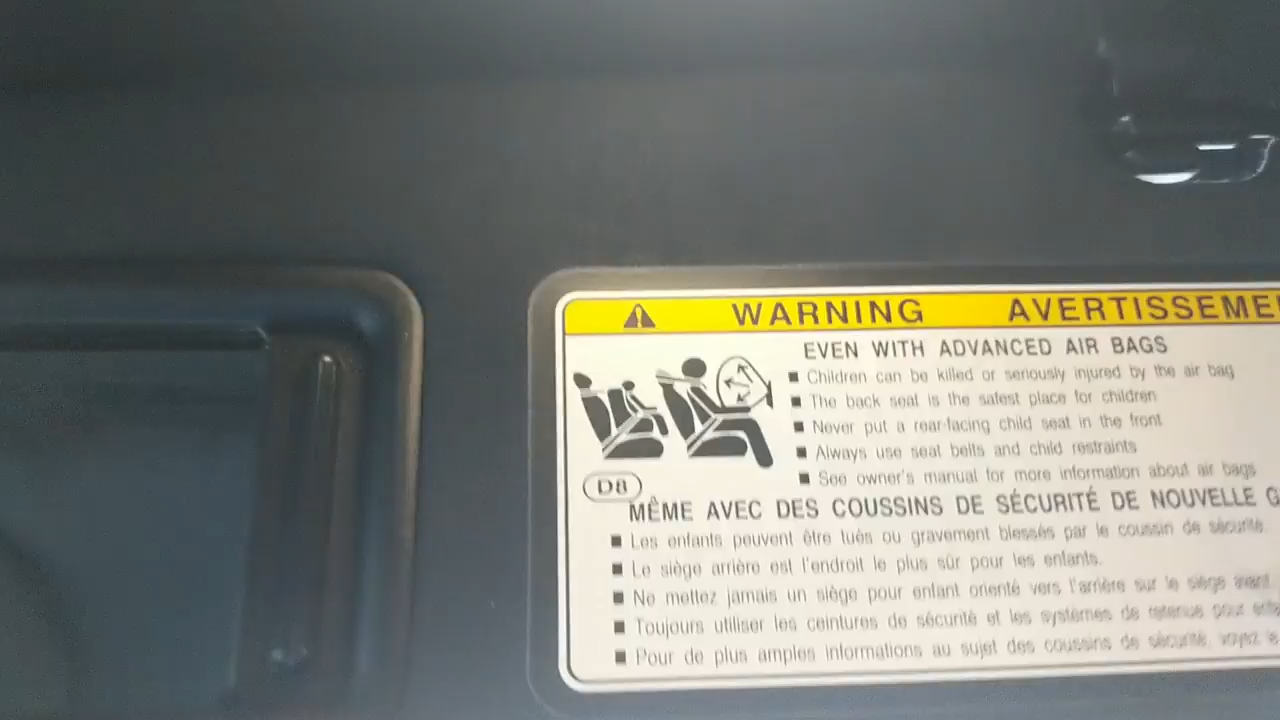 WARNING AVERTISSEME
EVEN WITH ADVANCED AIR BAGS
■ Children can be killed or seriously injured by the air bag
■ The back seat is the safest place for children
■ Never put a rear-facing child seat in the front
■ Always use seat belts and child restraints
■ See owner's manual for more information about air bags
D8
MÊME AVEC DES COUSSINS DE SÉCURITÉ DE NOUVELLE G
■ Les enfants peuvent être tués ou gravement blessés par le coussin de sécurité.
■ Le siège arrière est l'endroit le plus sûr pour les enfants.
■ Ne mettez jamais un siège pour enfant orienté vers l'arrière sur le siège avant.
■ Toujours utiliser les ceintures de sécurité et les systèmes de retenue pour
■ Pour de plus amples informations au sujet des coussins de sécurité, voyez